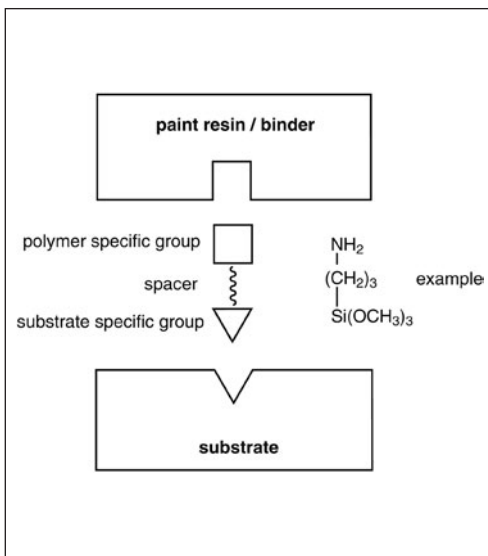 paint resin / binder
polymer specific group
spacer
substrate specific group
NH₂
(CH₂)₃
Si(OCH₃)₃
example
substrate